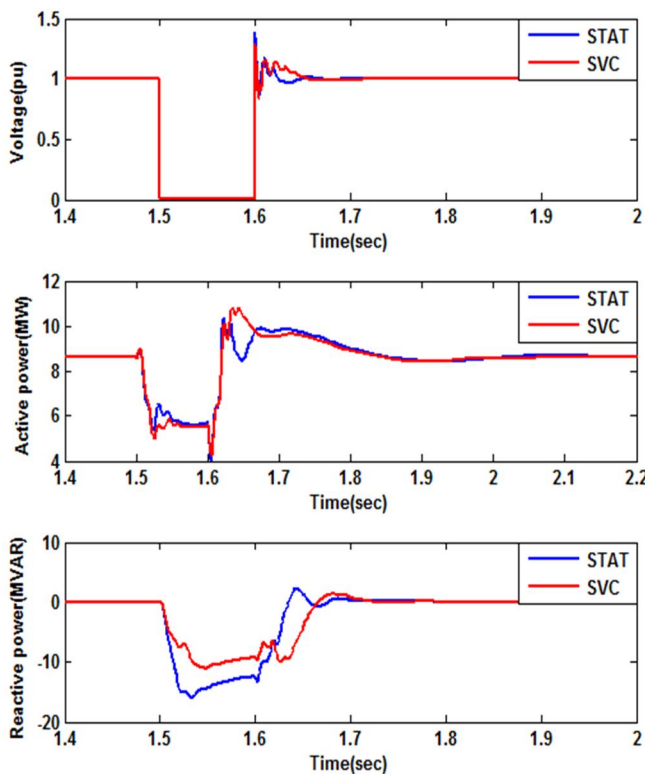 1.5
1
0.5
0
Voltage(pu)
STAT
SVC
1.4 1.5 1.6 1.7 1.8 1.9 2
Time(sec)
12
10
8
6
4
Active power(MW)
STAT
SVC
1.4 1.5 1.6 1.7 1.8 1.9 2 2.1 2.2
Time(sec)
10
0
-10
-20
Reactive power(MVAR)
STAT
SVC
1.4 1.5 1.6 1.7 1.8 1.9 2
Time(sec)